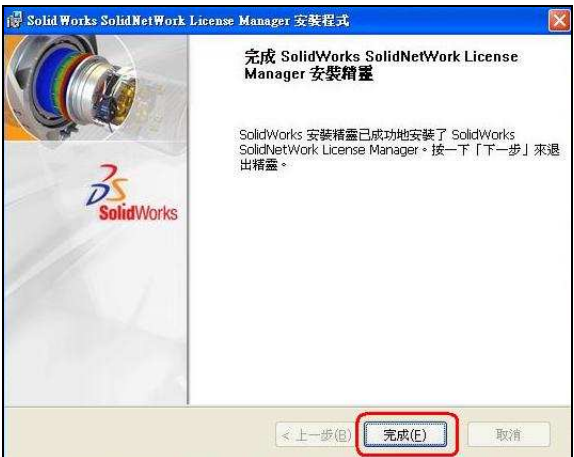 SolidWorks SolidNetWork License Manager 安裝程式
完成 SolidWorks SolidNetWork License
Manager 安裝精靈
SolidWorks 安裝精靈已成功地安裝了 SolidWorks
SolidNetWork License Manager。按一下「下一步」來退
出精靈。
SolidWorks
< 上一步(B)
完成(F)
取消